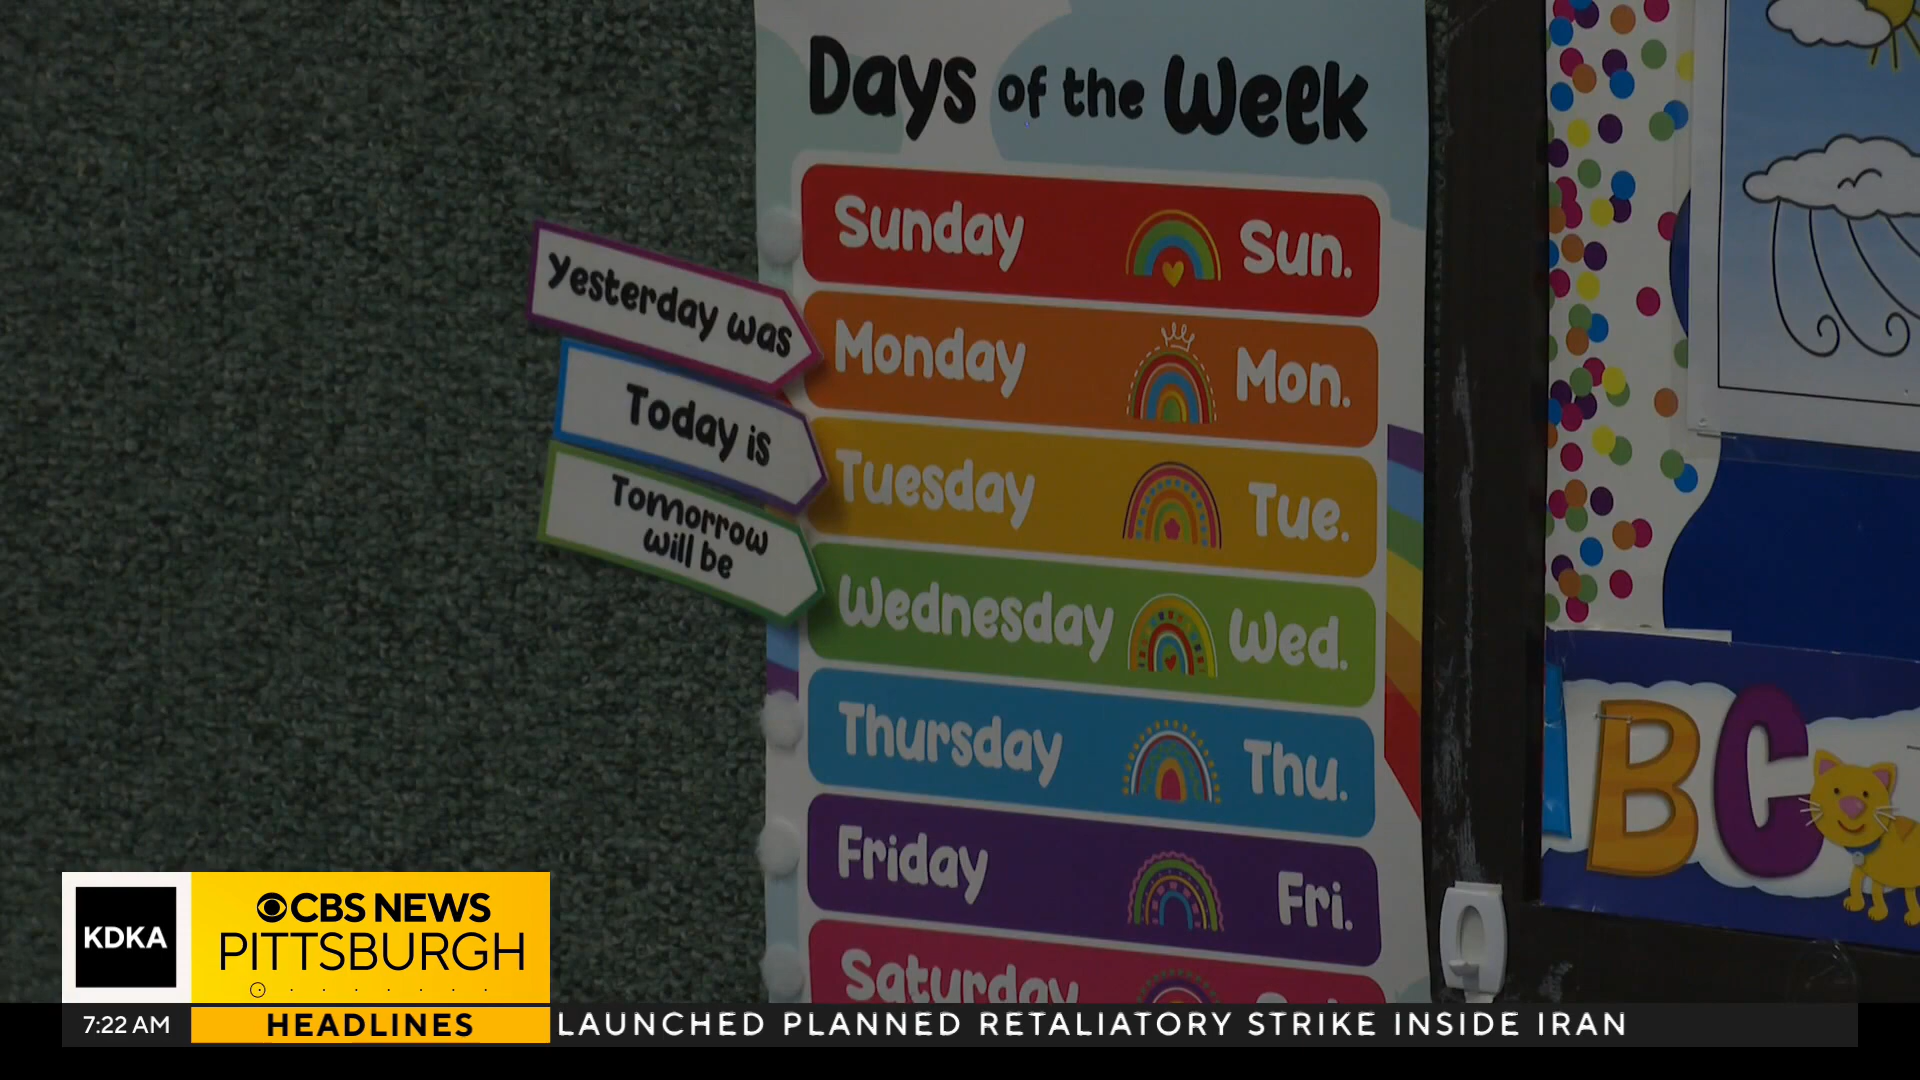 Days of the Week
Sunday Sun.
Yesterday was
Monday Mon.
Today is
Tuesday Tue.
Tomorrow
will be
Wednesday Wed.
Thursday Thu.
Friday Fri.
Saturday
BC
KDKA
CBS NEWS
PITTSBURGH
7:22 AM
HEADLINES
LAUNCHED PLANNED RETALIATORY STRIKE INSIDE IRAN